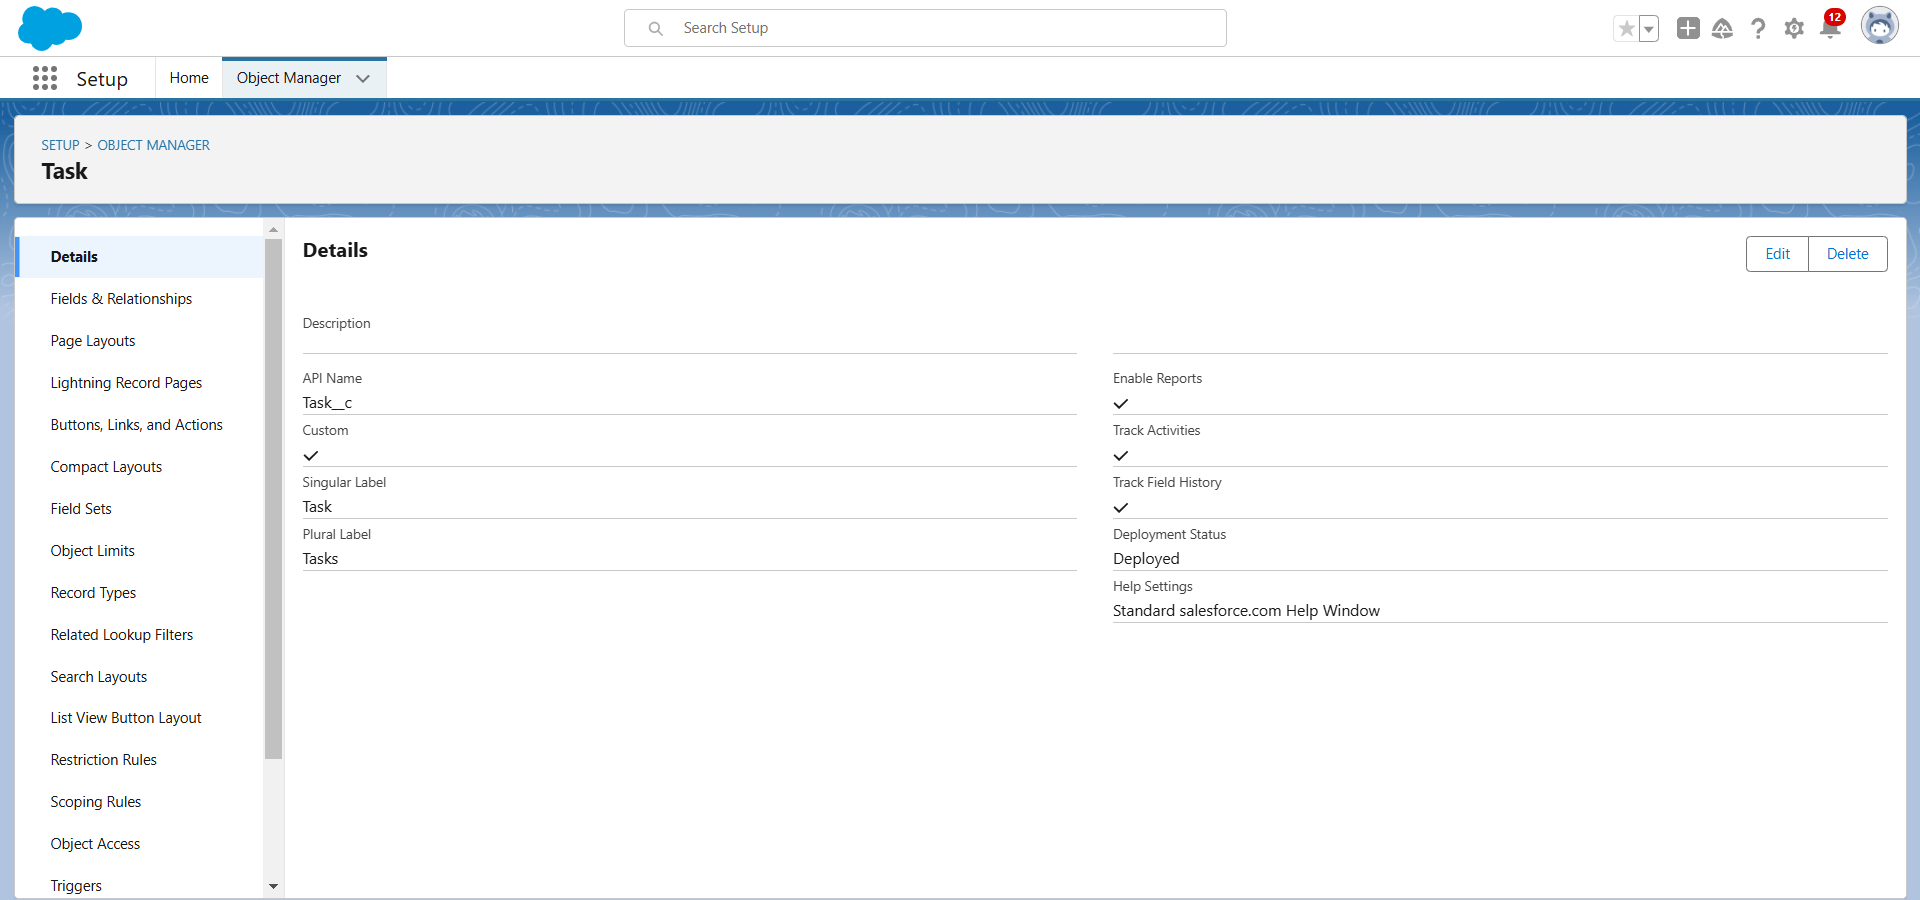 Search Setup
12
Setup
Home
Object Manager
SETUP > OBJECT MANAGER
Task
Details
Fields & Relationships
Page Layouts
Lightning Record Pages
Buttons, Links, and Actions
Compact Layouts
Field Sets
Object Limits
Record Types
Related Lookup Filters
Search Layouts
List View Button Layout
Restriction Rules
Scoping Rules
Object Access
Triggers
Details
Edit
Delete
Description
API Name
Task__c
Custom
Singular Label
Task
Plural Label
Tasks
Enable Reports
Track Activities
Track Field History
Deployment Status
Deployed
Help Settings
Standard salesforce.com Help Window